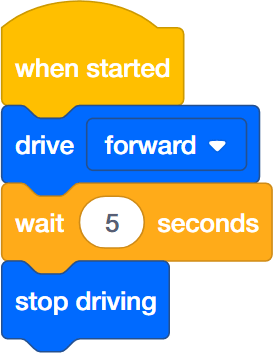 when started
drive forward
wait 5 seconds
stop driving